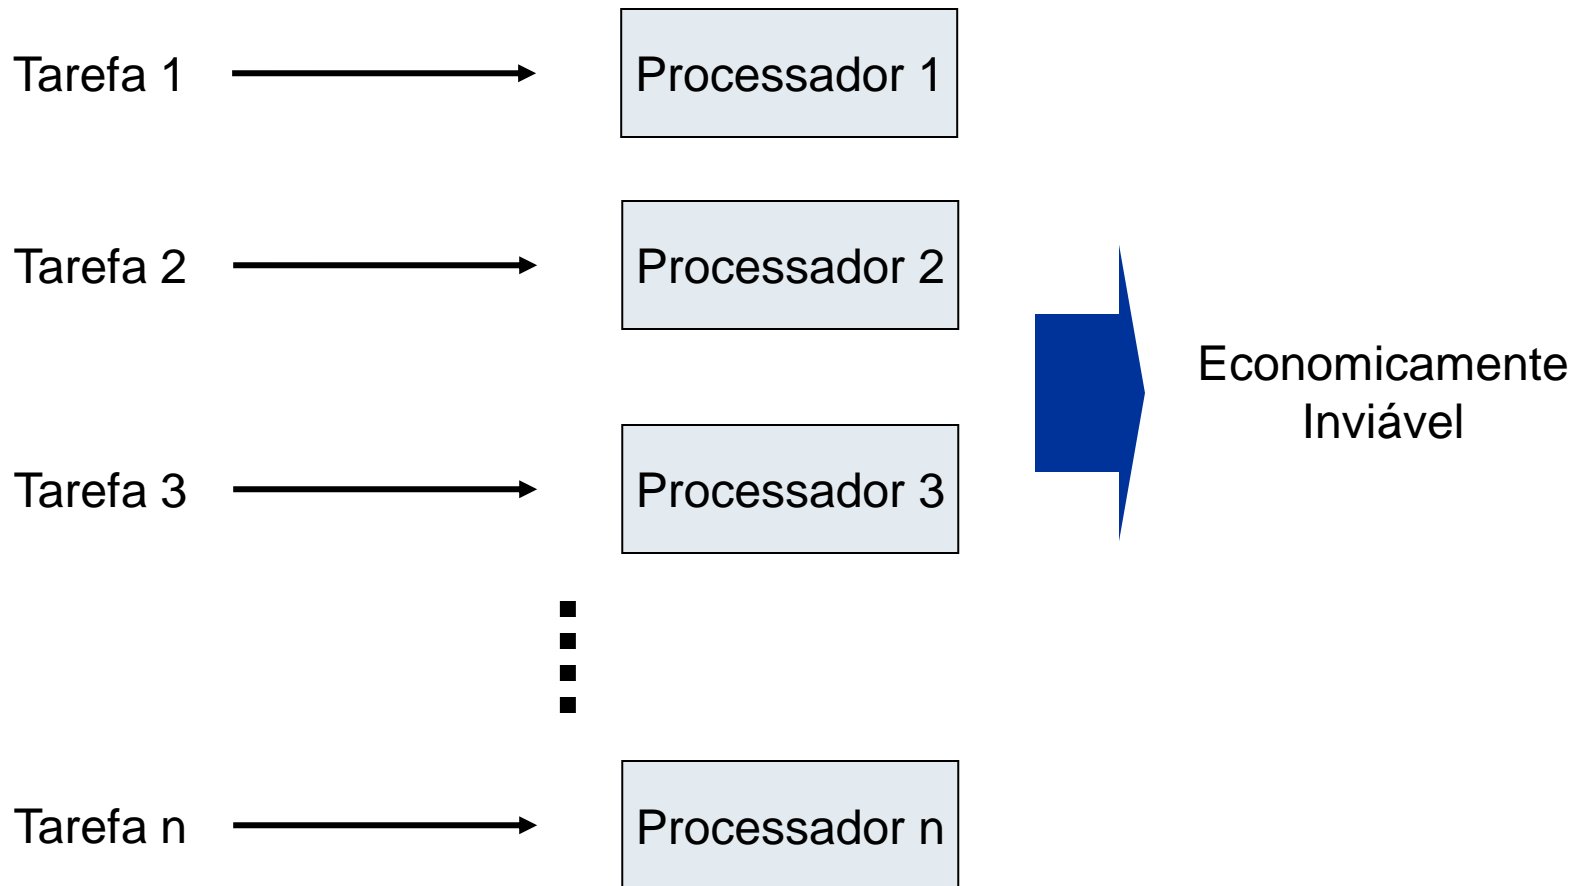 Tarefa 1
Processador 1
Tarefa 2
Processador 2
Tarefa 3
Processador 3
Tarefa n
Processador n
Economicamente
Inviável